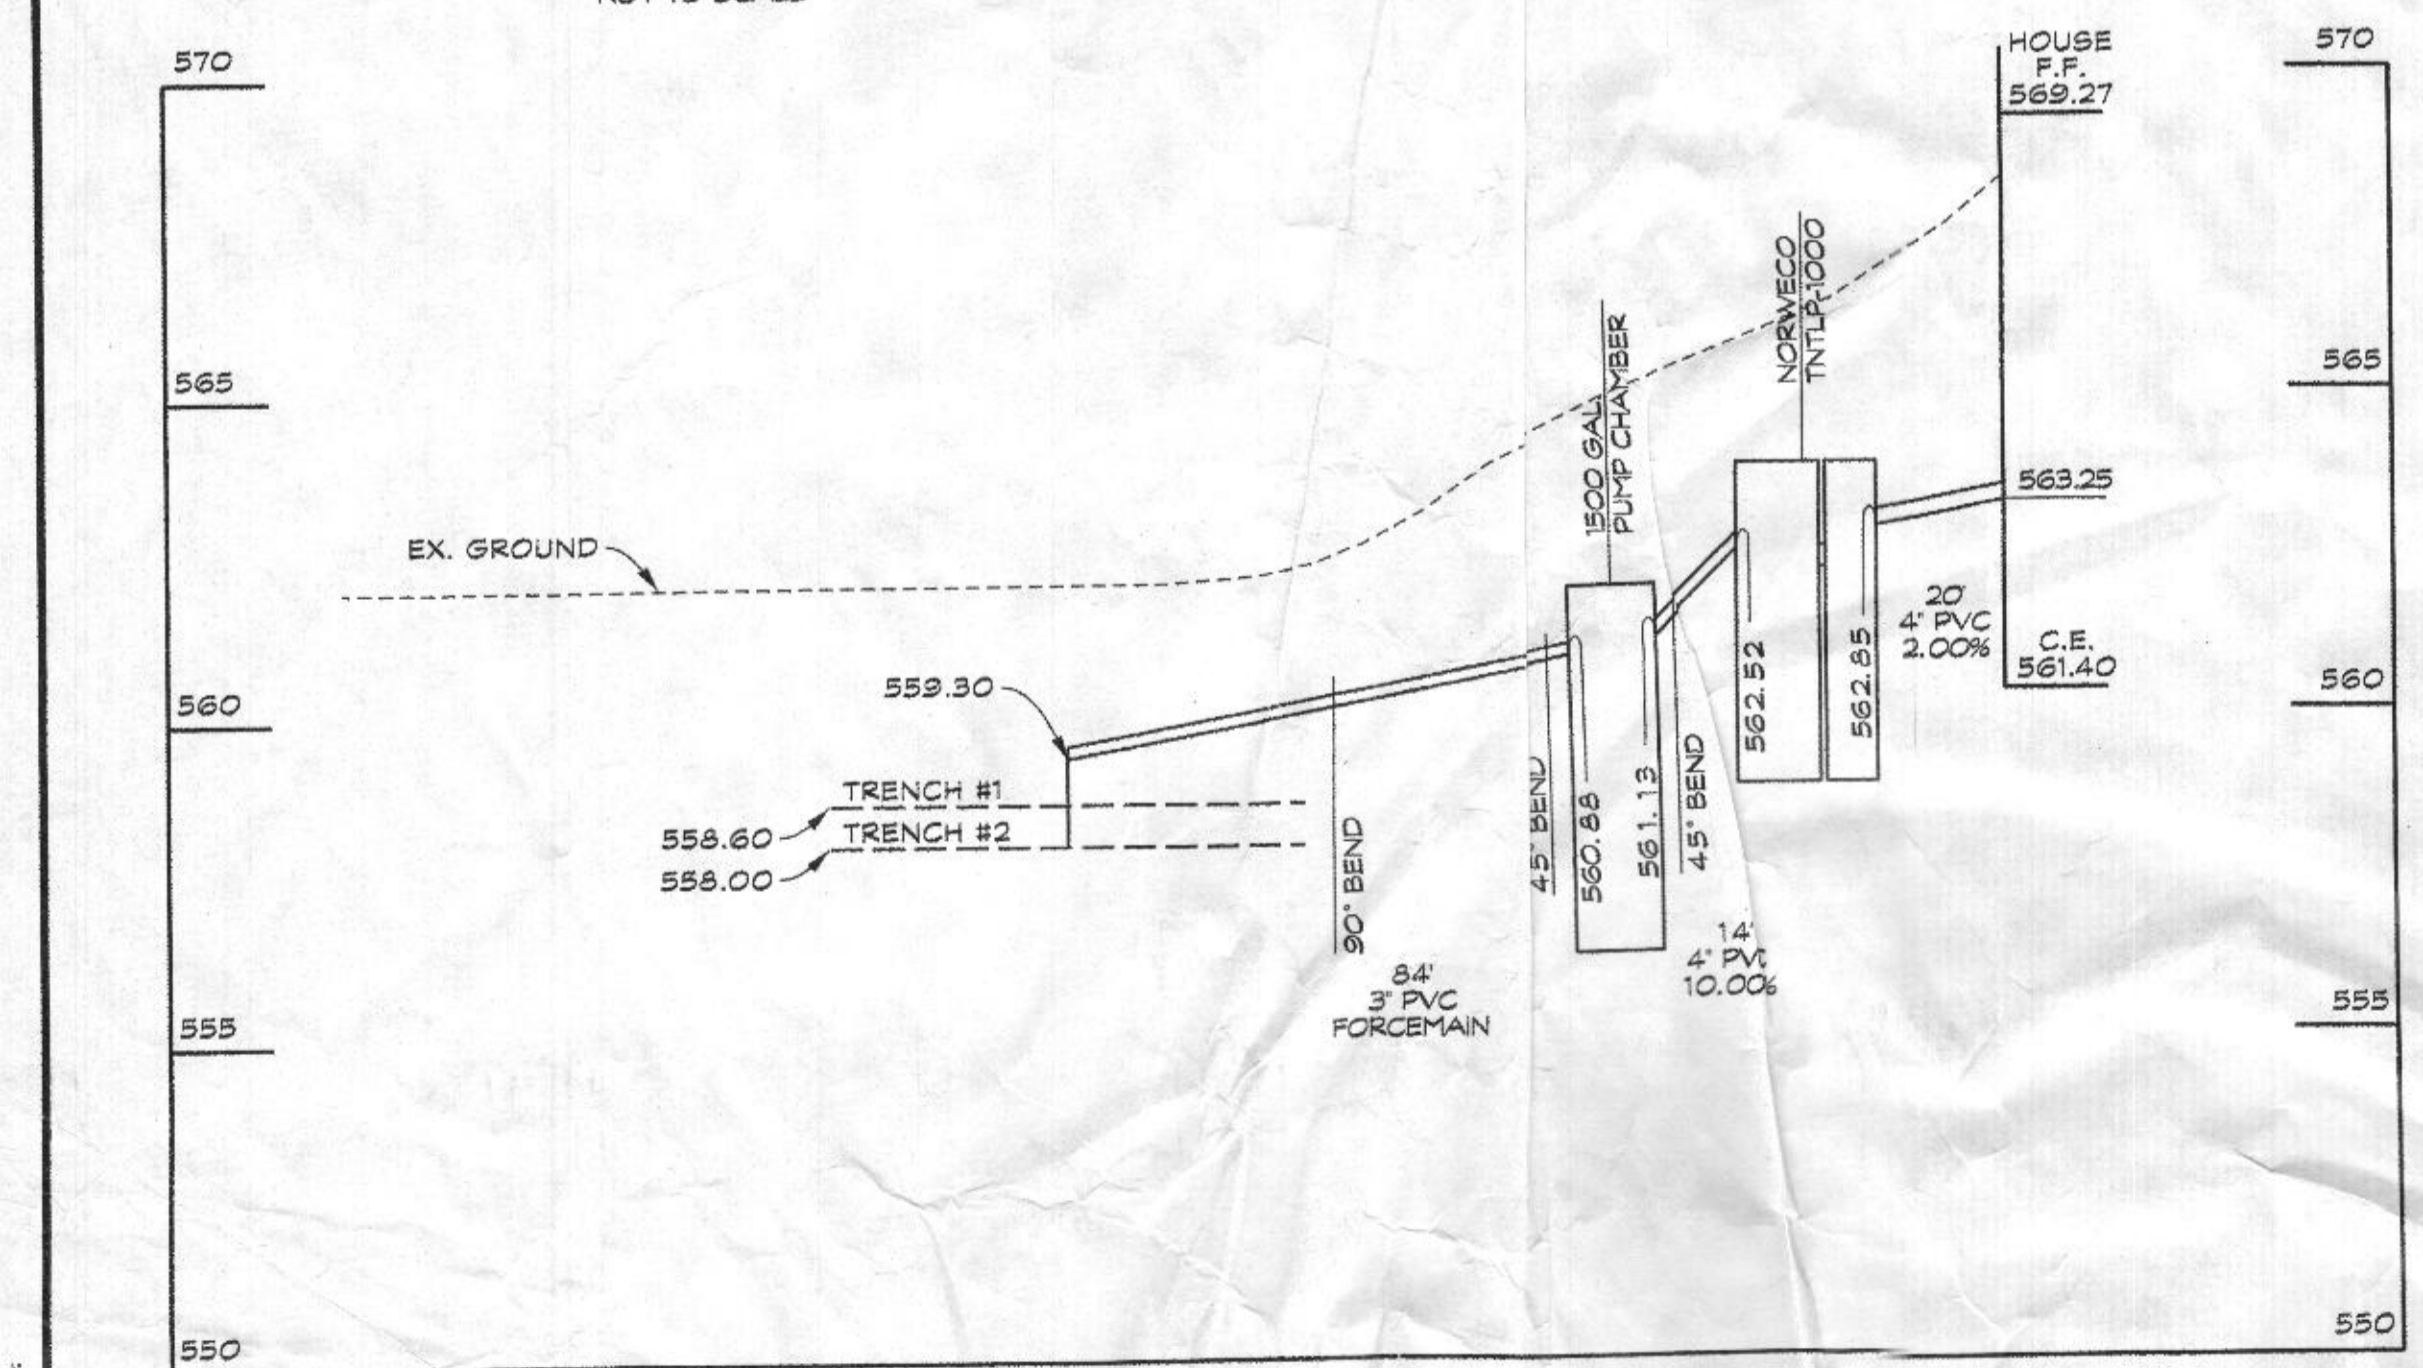 570
HOUSE
F.F.
569.27
570
565
NORWECO
TNTLP-1000
565
1500 GAL.
PUMP CHAMBER
563.25
EX. GROUND
20'
4" PVC
2.00%
C.E.
561.40
562.52
562.85
559.30
560
560
TRENCH #1
558.60
TRENCH #2
558.00
90° BEND
45° BEND
560.88
561.13
45° BEND
14'
4" PVC
10.00%
84'
3" PVC
FORCEMAIN
555
555
550
550